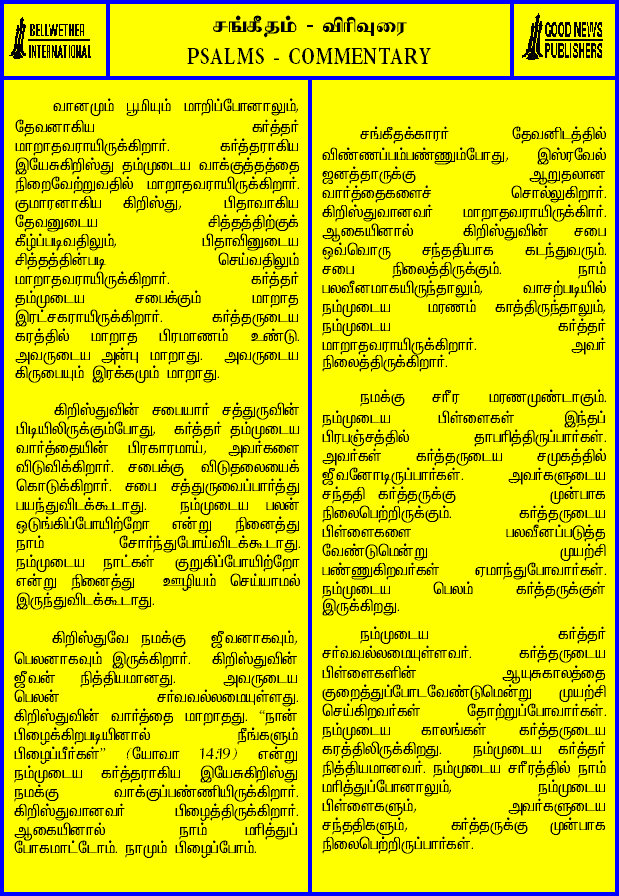 BELLWETHER
INTERNATIONAL
சங்கீதம் - விரிவுரை
PSALMS - COMMENTARY
GOOD NEWS
PUBLISHERS
வானமும் பூமியும் மாறிப்போனாலும்,
தேவனாகிய கர்த்தர்
மாறாதவராயிருக்கிறார். கர்த்தராகிய
இயேசுகிறிஸ்து தம்முடைய வாக்குத்தத்தை
நிறைவேற்றுவதில் மாறாதவராயிருக்கிறார்.
குமாரனாகிய கிறிஸ்து, பிதாவாகிய
தேவனுடைய சித்தத்திற்குக்
கீழ்ப்படிவதிலும், பிதாவினுடைய
சித்தத்தின்படி செய்வதிலும்
மாறாதவராயிருக்கிறார். கர்த்தர்
தம்முடைய சபைக்கும் மாறாத
இரட்சகராயிருக்கிறார். கர்த்தருடைய
கரத்தில் மாறாத பிரமாணம் உண்டு.
அவருடைய அன்பு மாறாது. அவருடைய
கிருபையும் இரக்கமும் மாறாது.
கிறிஸ்துவின் சபையார் சத்துருவின்
பிடியிலிருக்கும்போது, கர்த்தர் தம்முடைய
வார்த்தையின் பிரகாரமாய், அவர்களை
விடுவிக்கிறார். சபைக்கு விடுதலையைக்
கொடுக்கிறார். சபை சத்துருவைப்பார்த்து
பயந்துவிடக்கூடாது. நம்முடைய பலன்
ஒடுங்கிப்போயிற்றோ என்று நினைத்து
நாம் சோர்ந்துபோய்விடக்கூடாது.
நம்முடைய நாட்கள் குறுகிப்போயிற்றோ
என்று நினைத்து ஊழியம் செய்யாமல்
இருந்துவிடக்கூடாது.
கிறிஸ்துவே நமக்கு ஜீவனாகவும்,
பெலனாகவும் இருக்கிறார். கிறிஸ்துவின்
ஜீவன் நித்தியமானது. அவருடைய
பெலன் சர்வவல்லமையுள்ளது.
கிறிஸ்துவின் வார்த்தை மாறாதது. “நான்
பிழைக்கிறபடியினால் நீங்களும்
பிழைப்பீர்கள்” (யோவா 14:19) என்று
நம்முடைய கர்த்தராகிய இயேசுகிறிஸ்து
நமக்கு வாக்குப்பண்ணியிருக்கிறார்.
கிறிஸ்துவானவர் பிழைத்திருக்கிறார்.
ஆகையினால் நாம் மரித்துப்
போகமாட்டோம். நாமும் பிழைப்போம்.
சங்கீதக்காரர் தேவனிடத்தில்
விண்ணப்பம்பண்ணும்போது, இஸ்ரவேல்
ஜனத்தாருக்கு ஆறுதலான
வார்த்தைகளைச் சொல்லுகிறார்.
கிறிஸ்துவானவர் மாறாதவராயிருக்கிறார்.
ஆகையினால் கிறிஸ்துவின் சபை
ஒவ்வொரு சந்ததியாக கடந்துவரும்.
சபை நிலைத்திருக்கும். நாம்
பலவீனமாகயிருந்தாலும், வாசற்படியில்
நம்முடைய மரணம் காத்திருந்தாலும்,
நம்முடைய கர்த்தர்
மாறாதவராயிருக்கிறார். அவர்
நிலைத்திருக்கிறார்.
நமக்கு சரீர மரணமுண்டாகும்.
நம்முடைய பிள்ளைகள் இந்தப்
பிரபஞ்சத்தில் தாபரித்திருப்பார்கள்.
அவர்கள் கர்த்தருடைய சமுகத்தில்
ஜீவனோடிருப்பார்கள். அவர்களுடைய
சந்ததி கர்த்தருக்கு முன்பாக
நிலைபெற்றிருக்கும். கர்த்தருடைய
பிள்ளைகளை பலவீனப்படுத்த
வேண்டுமென்று முயற்சி
பண்ணுகிறவர்கள் ஏமாந்துபோவார்கள்.
நம்முடைய பெலம் கர்த்தருக்குள்
இருக்கிறது.
நம்முடைய கர்த்தர்
சர்வவல்லமையுள்ளவர். கர்த்தருடைய
பிள்ளைகளின் ஆயுசுகாலத்தை
குறைத்துப்போடவேண்டுமென்று முயற்சி
செய்கிறவர்கள் தோற்றுப்போவார்கள்.
நம்முடைய காலங்கள் கர்த்தருடைய
கரத்திலிருக்கிறது. நம்முடைய கர்த்தர்
நித்தியமானவர். நம்முடைய சரீரத்தில் நாம்
மரித்துப்போனாலும், நம்முடைய
பிள்ளைகளும், அவர்களுடைய
சந்ததிகளும், கர்த்தருக்கு முன்பாக
நிலைபெற்றிருப்பார்கள்.